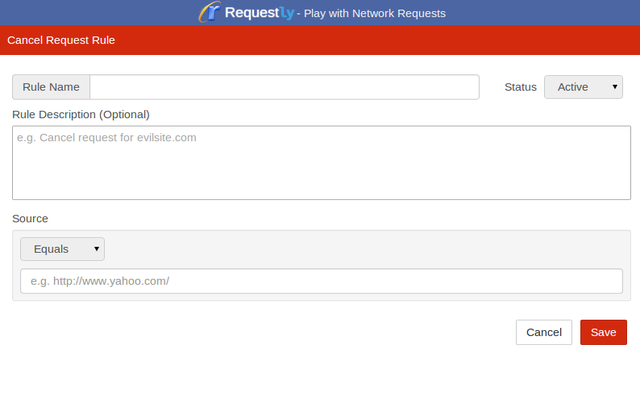 Requestly - Play with Network Requests
Cancel Request Rule
Rule Name Status Active
Rule Description (Optional)
e.g. Cancel request for evilsite.com
Source
Equals
e.g. http://www.yahoo.com/
Cancel Save